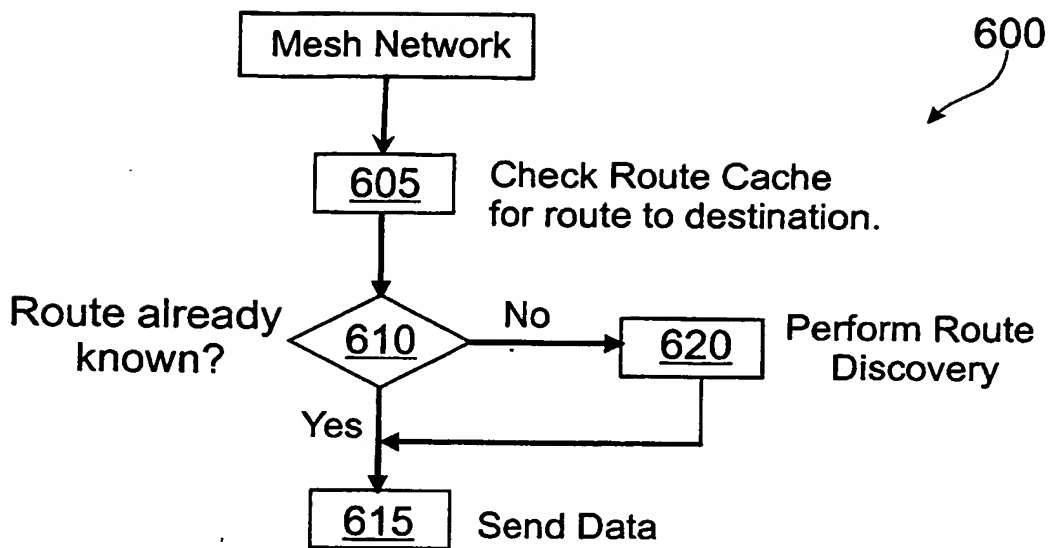 Mesh Network
600
605
Check Route Cache
for route to destination.
Route already
known?
610
No
620
Perform Route
Discovery
Yes
615
Send Data